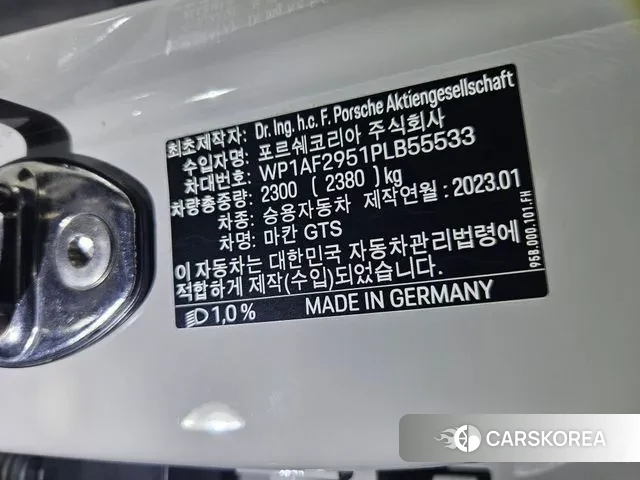 최초제작자: Dr. Ing. h.c. F. Porsche Aktiengesellschaft
수입자명: 포르쉐코리아 주식회사
차대번호: WP1AF2951PLB55533
차량총중량: 2300 ( 2380 ) kg
차종: 승용자동차 제작연월 : 2023.01
차명: 마칸 GTS
이 자동차는 대한민국 자동차관리법령에
적합하게 제작(수입)되었습니다.
1,0 % MADE IN GERMANY
95B.000.101.FH
CARSKOREA